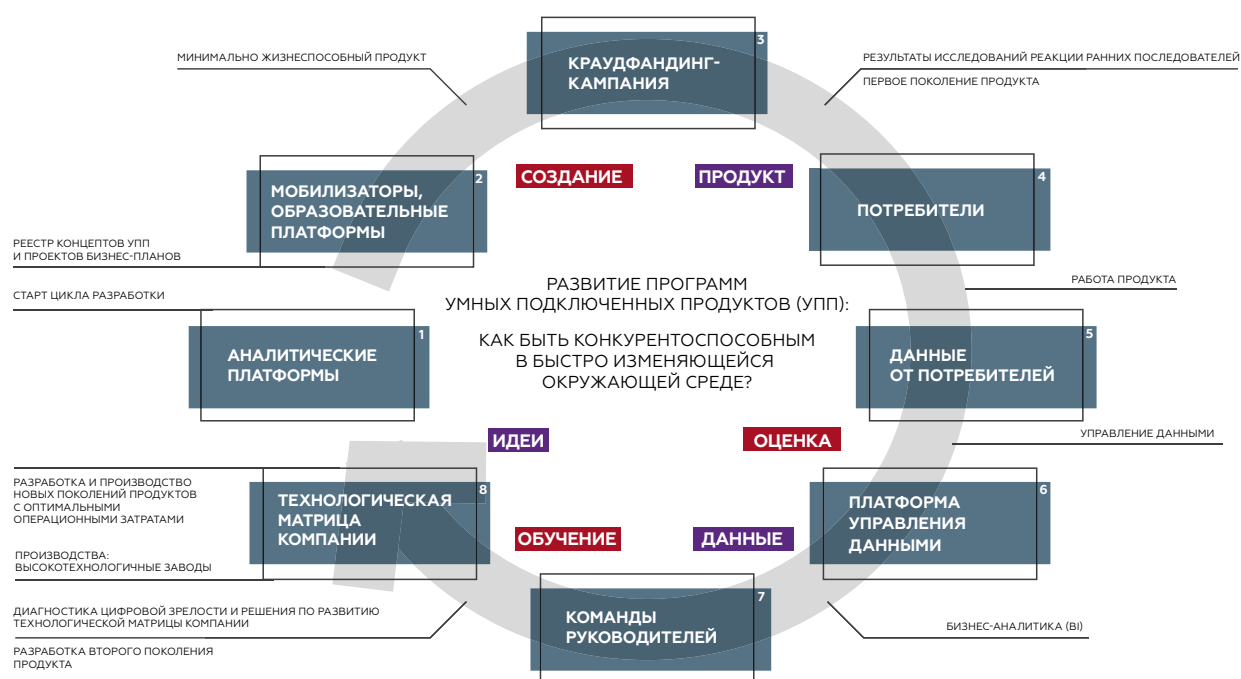 3
КРАУДФАНДИНГ-
КАМПАНИЯ
МИНИМАЛЬНО ЖИЗНЕСПОСОБНЫЙ ПРОДУКТ
РЕЗУЛЬТАТЫ ИССЛЕДОВАНИЙ РЕАКЦИИ РАННИХ ПОСЛЕДОВАТЕЛЕЙ
ПЕРВОЕ ПОКОЛЕНИЕ ПРОДУКТА
2
МОБИЛИЗАТОРЫ,
ОБРАЗОВАТЕЛЬНЫЕ
ПЛАТФОРМЫ
СОЗДАНИЕ
ПРОДУКТ
4
ПОТРЕБИТЕЛИ
РЕЕСТР КОНЦЕПТОВ УПП
И ПРОЕКТОВ БИЗНЕС-ПЛАНОВ
СТАРТ ЦИКЛА РАЗРАБОТКИ
РАЗВИТИЕ ПРОГРАММ
УМНЫХ ПОДКЛЮЧЕННЫХ ПРОДУКТОВ (УПП):
КАК БЫТЬ КОНКУРЕНТОСПОСОБНЫМ
В БЫСТРО ИЗМЕНЯЮЩЕЙСЯ
ОКРУЖАЮЩЕЙ СРЕДЕ?
РАБОТА ПРОДУКТА
1
АНАЛИТИЧЕСКИЕ
ПЛАТФОРМЫ
5
ДАННЫЕ
ОТ ПОТРЕБИТЕЛЕЙ
ИДЕИ
ОЦЕНКА
УПРАВЛЕНИЕ ДАННЫМИ
РАЗРАБОТКА И ПРОИЗВОДСТВО
НОВЫХ ПОКОЛЕНИЙ ПРОДУКТОВ
С ОПТИМАЛЬНЫМИ
ОПЕРАЦИОННЫМИ ЗАТРАТАМИ
8
ТЕХНОЛОГИЧЕСКАЯ
МАТРИЦА
КОМПАНИИ
ОБУЧЕНИЕ
ДАННЫЕ
6
ПЛАТФОРМА
УПРАВЛЕНИЯ
ДАННЫМИ
ПРОИЗВОДСТВА:
ВЫСОКОТЕХНОЛОГИЧНЫЕ ЗАВОДЫ
ДИАГНОСТИКА ЦИФРОВОЙ ЗРЕЛОСТИ И РЕШЕНИЯ ПО РАЗВИТИЮ
ТЕХНОЛОГИЧЕСКОЙ МАТРИЦЫ КОМПАНИИ
РАЗРАБОТКА ВТОРОГО ПОКОЛЕНИЯ
ПРОДУКТА
7
КОМАНДЫ
РУКОВОДИТЕЛЕЙ
БИЗНЕС-АНАЛИТИКА (BI)